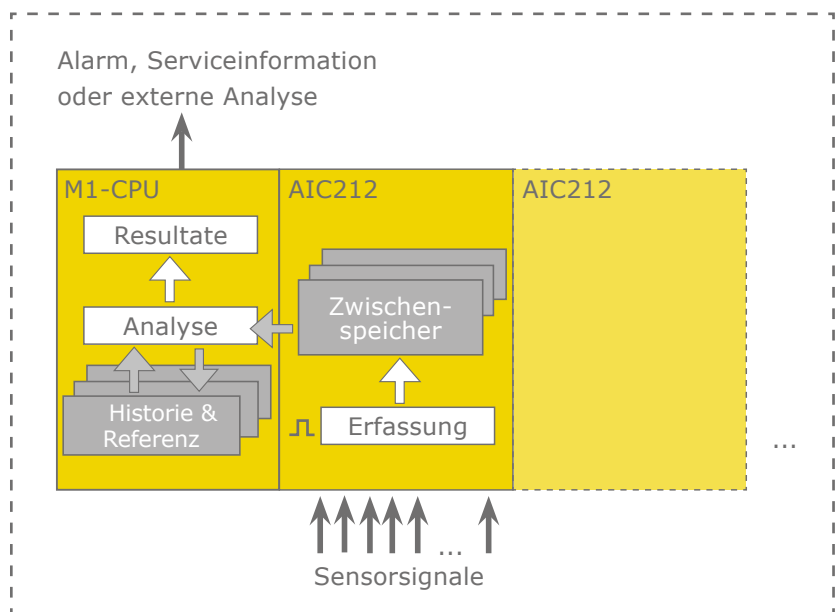 Alarm, Serviceinformation
oder externe Analyse
M1-CPU
AIC212
AIC212
Resultate
Zwischen-
speicher
Analyse
Historie &
Referenz
Erfassung
...
...
Sensorsignale